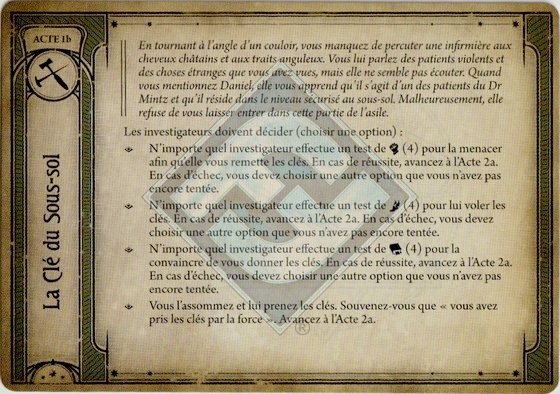 ACTE 1b
La Clé du Sous-sol
En tournant à l'angle d'un couloir, vous manquez de percuter une infirmière aux
cheveux châtains et aux traits anguleux. Vous lui parlez des patients violents et
des choses étranges que vous avez vues, mais elle ne semble pas écouter. Quand
vous mentionnez Daniel, elle vous apprend qu'il s'agit d'un des patients du Dr
Mintz et qu'il réside dans le niveau sécurisé au sous-sol. Malheureusement, elle
refuse de vous laisser entrer dans cette partie de l'asile.
Les investigateurs doivent décider (choisir une option) :
N'importe quel investigateur effectue un test de (4) pour la menacer
afin qu'elle vous remette les clés. En cas de réussite, avancez à l'Acte 2a.
En cas d'échec, vous devez choisir une autre option que vous n'avez pas
encore tentée.
N'importe quel investigateur effectue un test de (4) pour lui voler les
clés. En cas de réussite, avancez à l'Acte 2a. En cas d'échec, vous devez
choisir une autre option que vous n'avez pas encore tentée.
N'importe quel investigateur effectue un test de (4) pour la
convaincre de vous donner les clés. En cas de réussite, avancez à l'Acte 2a.
En cas d'échec, vous devez choisir une autre option que vous n'avez pas
encore tentée.
Vous l'assommez et lui prenez les clés. Souvenez-vous que « vous avez
pris les clés par la force ». Avancez à l'Acte 2a.
®